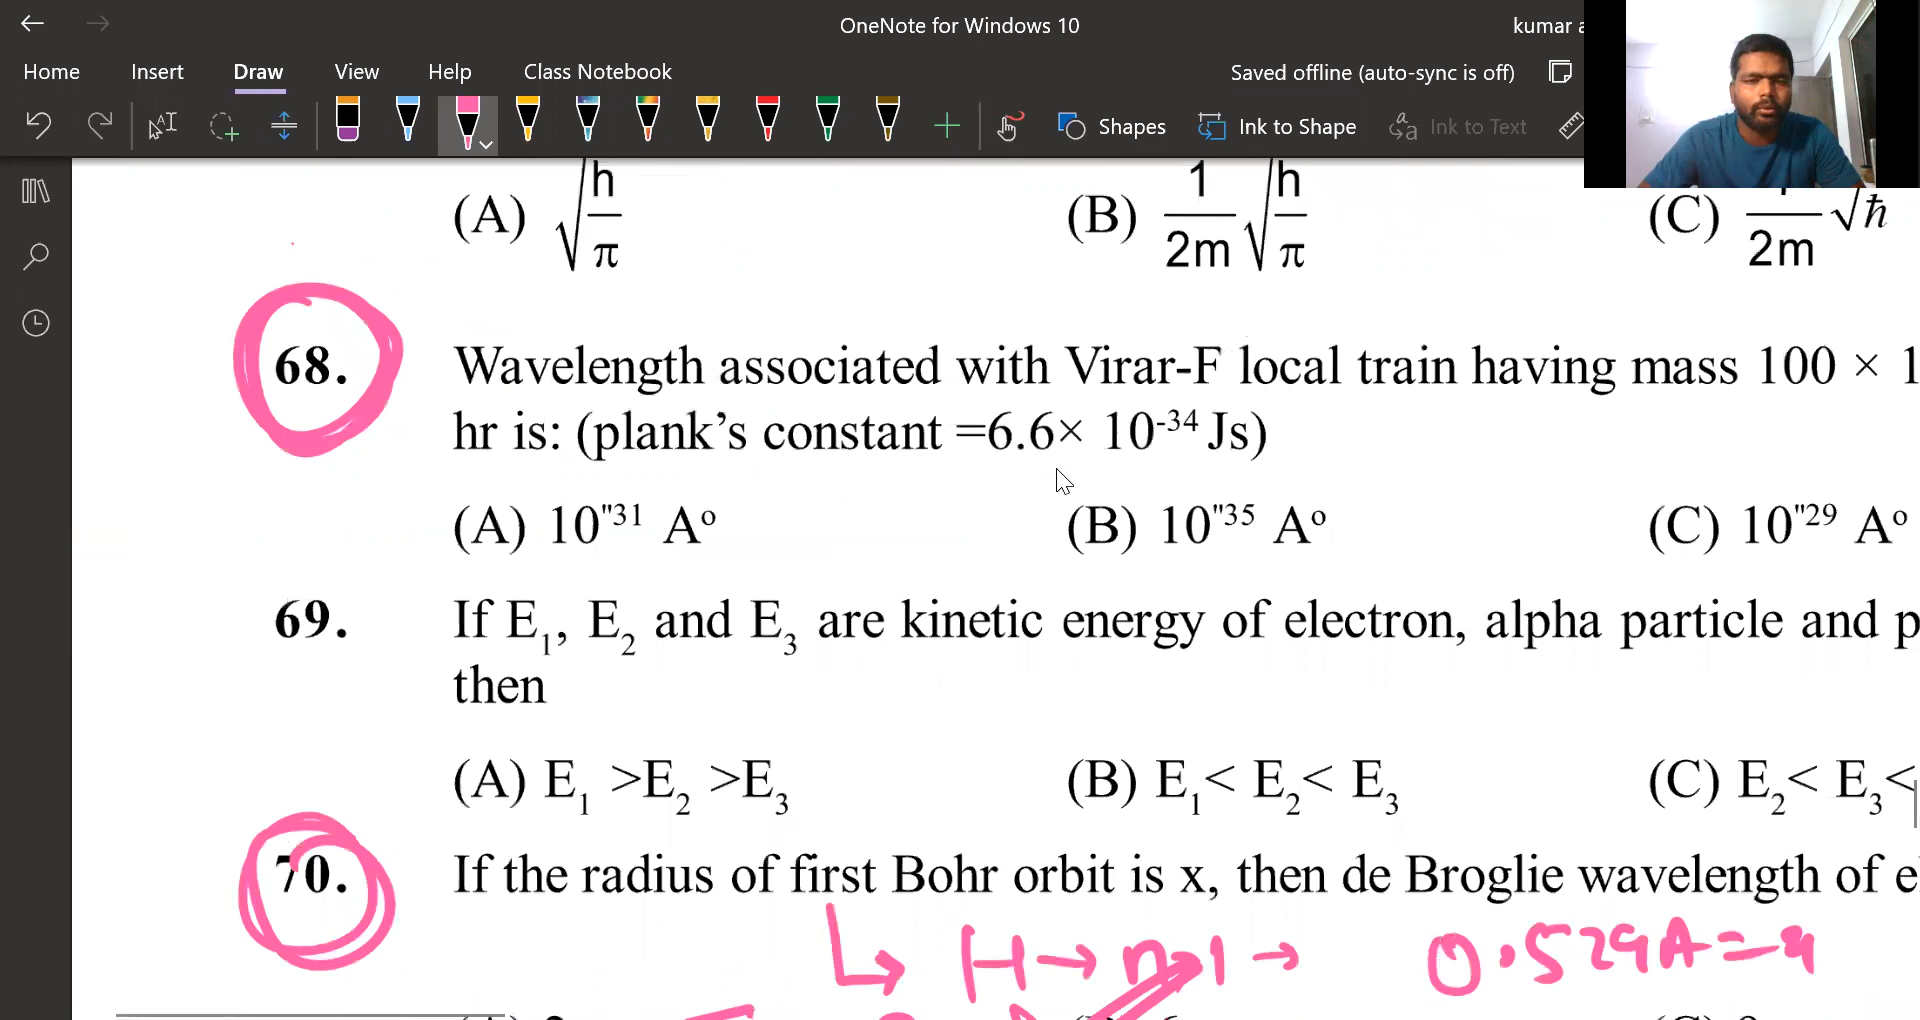 OneNote for Windows 10
kumar a
Home Insert Draw View Help Class Notebook
Saved offline (auto-sync is off)
Shapes Ink to Shape Ink to Text
(A) √h/π (B) 1/2m √h/π (C) /2m √ħ
68. Wavelength associated with Virar-F local train having mass 100 × 1
hr is: (plank's constant =6.6× 10⁻³⁴ Js)
(A) 10"³¹ Aº (B) 10"³⁵ Aº (C) 10"²⁹ Aº
69. If E₁, E₂ and E₃ are kinetic energy of electron, alpha particle and p
then
(A) E₁ >E₂ >E₃ (B) E₁< E₂< E₃ (C) E₂< E₃<
70. If the radius of first Bohr orbit is x, then de Broglie wavelength of e
H → n=1 → 0.529A =